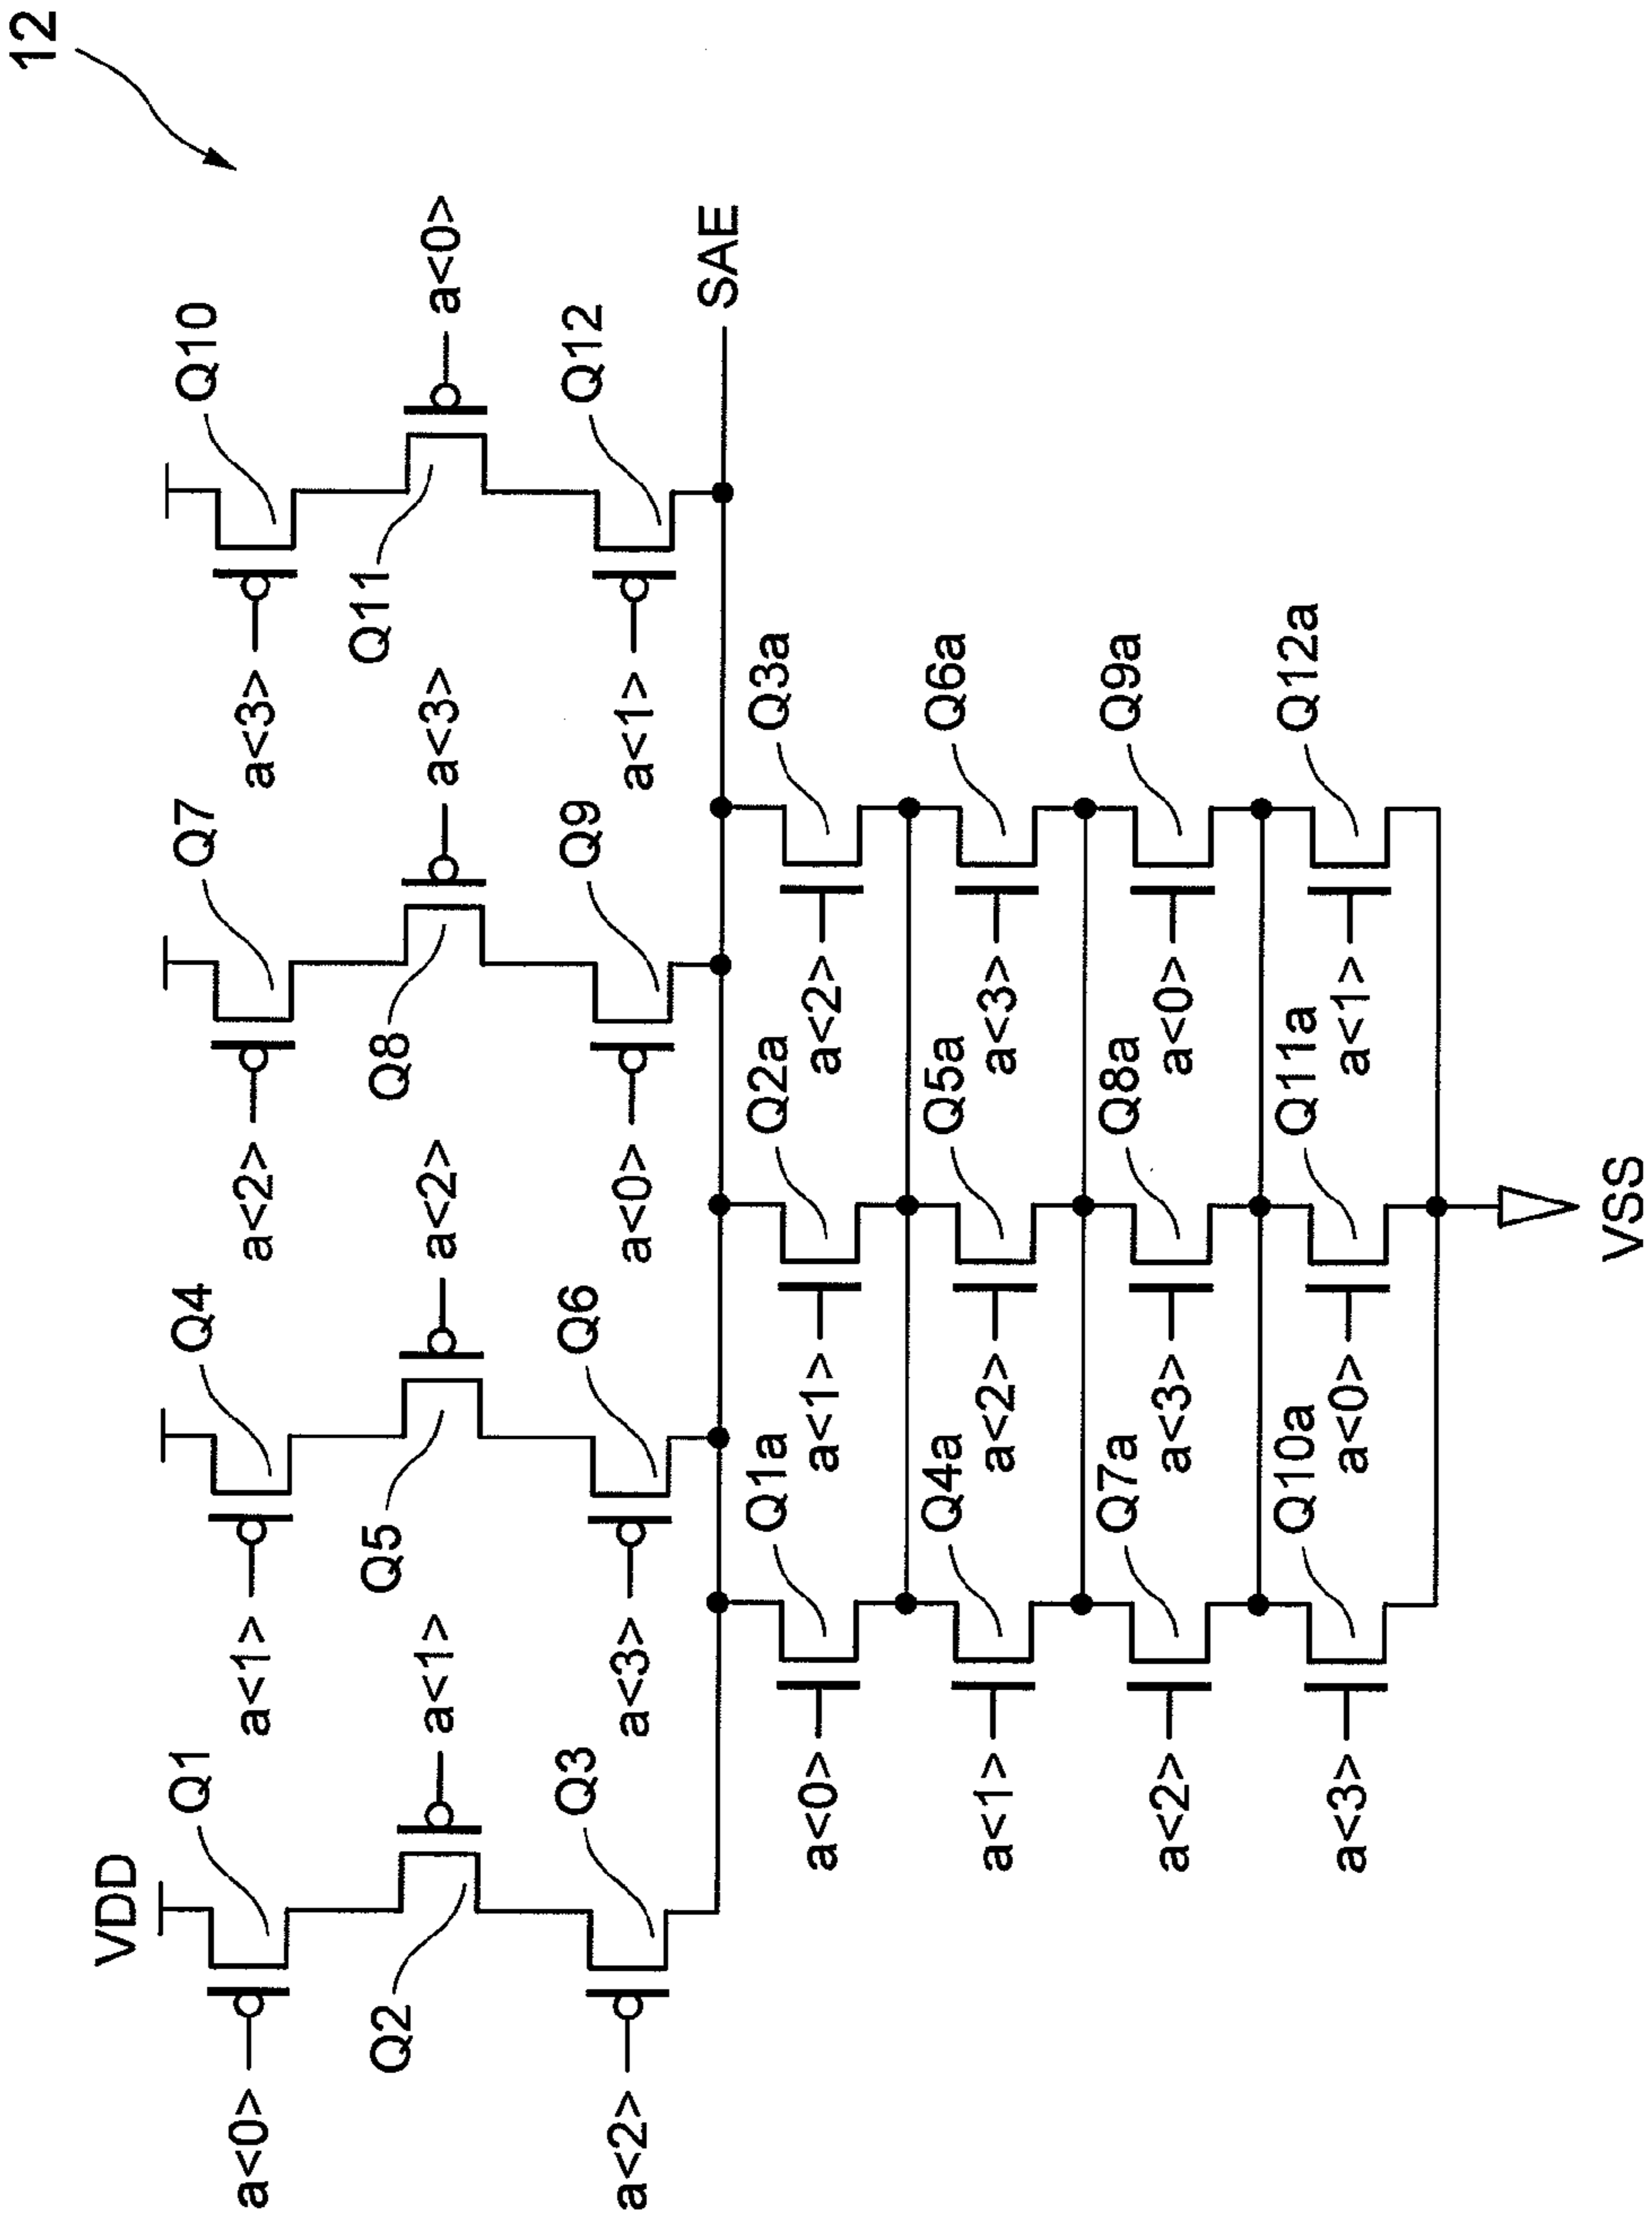 12
VDD
Q1
Q4
Q7
Q10
a<0>
a<1>
a<2>
a<3>
Q2
a<1>
Q5
a<2>
Q8
a<3>
Q11
a<0>
Q3
Q6
Q9
Q12
a<2>
a<3>
a<0>
a<1>
SAE
Q1a
Q2a
Q3a
a<0>
a<1>
a<2>
Q4a
Q5a
Q6a
a<1>
a<2>
a<3>
Q7a
Q8a
Q9a
a<2>
a<3>
a<0>
Q10a
Q11a
Q12a
a<3>
a<0>
a<1>
VSS